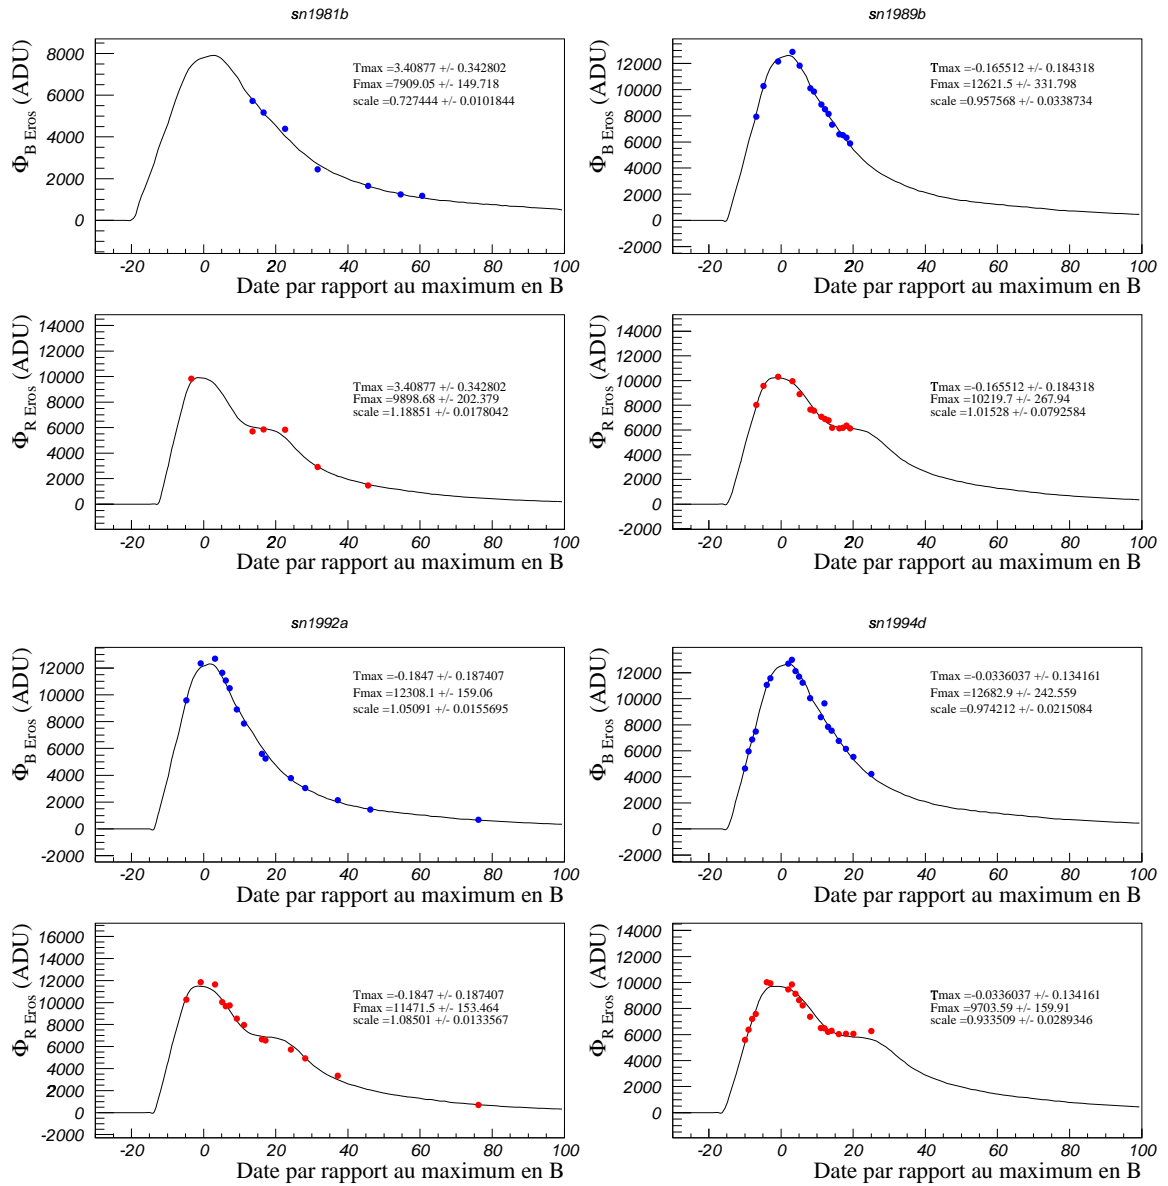 sn1981b
Φ B Eros (ADU)
8000
6000
4000
2000
0
Tmax =3.40877 +/- 0.342802
Fmax =7909.05 +/- 149.718
scale =0.727444 +/- 0.0101844
-20 0 20 40 60 80 100
Date par rapport au maximum en B
sn1989b
Φ B Eros (ADU)
12000
10000
8000
6000
4000
2000
0
-2000
Tmax =-0.165512 +/- 0.184318
Fmax =12621.5 +/- 331.798
scale =0.957568 +/- 0.0338734
-20 0 20 40 60 80 100
Date par rapport au maximum en B
Φ R Eros (ADU)
14000
12000
10000
8000
6000
4000
2000
0
Tmax =3.40877 +/- 0.342802
Fmax =9898.68 +/- 202.379
scale =1.18851 +/- 0.0178042
-20 0 20 40 60 80 100
Date par rapport au maximum en B
Φ R Eros (ADU)
14000
12000
10000
8000
6000
4000
2000
0
-2000
Tmax =-0.165512 +/- 0.184318
Fmax =10219.7 +/- 267.94
scale =1.01528 +/- 0.0792584
-20 0 20 40 60 80 100
Date par rapport au maximum en B
sn1992a
Φ B Eros (ADU)
12000
10000
8000
6000
4000
2000
0
-2000
Tmax =-0.1847 +/- 0.187407
Fmax =12308.1 +/- 159.06
scale =1.05091 +/- 0.0155695
-20 0 20 40 60 80 100
Date par rapport au maximum en B
sn1994d
Φ B Eros (ADU)
12000
10000
8000
6000
4000
2000
0
-2000
Tmax =-0.0336037 +/- 0.134161
Fmax =12682.9 +/- 242.559
scale =0.974212 +/- 0.0215084
-20 0 20 40 60 80 100
Date par rapport au maximum en B
Φ R Eros (ADU)
16000
14000
12000
10000
8000
6000
4000
2000
0
-2000
Tmax =-0.1847 +/- 0.187407
Fmax =11471.5 +/- 153.464
scale =1.08501 +/- 0.0133567
-20 0 20 40 60 80 100
Date par rapport au maximum en B
Φ R Eros (ADU)
14000
12000
10000
8000
6000
4000
2000
0
Tmax =-0.0336037 +/- 0.134161
Fmax =9703.59 +/- 159.91
scale =0.933509 +/- 0.0289346
-20 0 20 40 60 80 100
Date par rapport au maximum en B